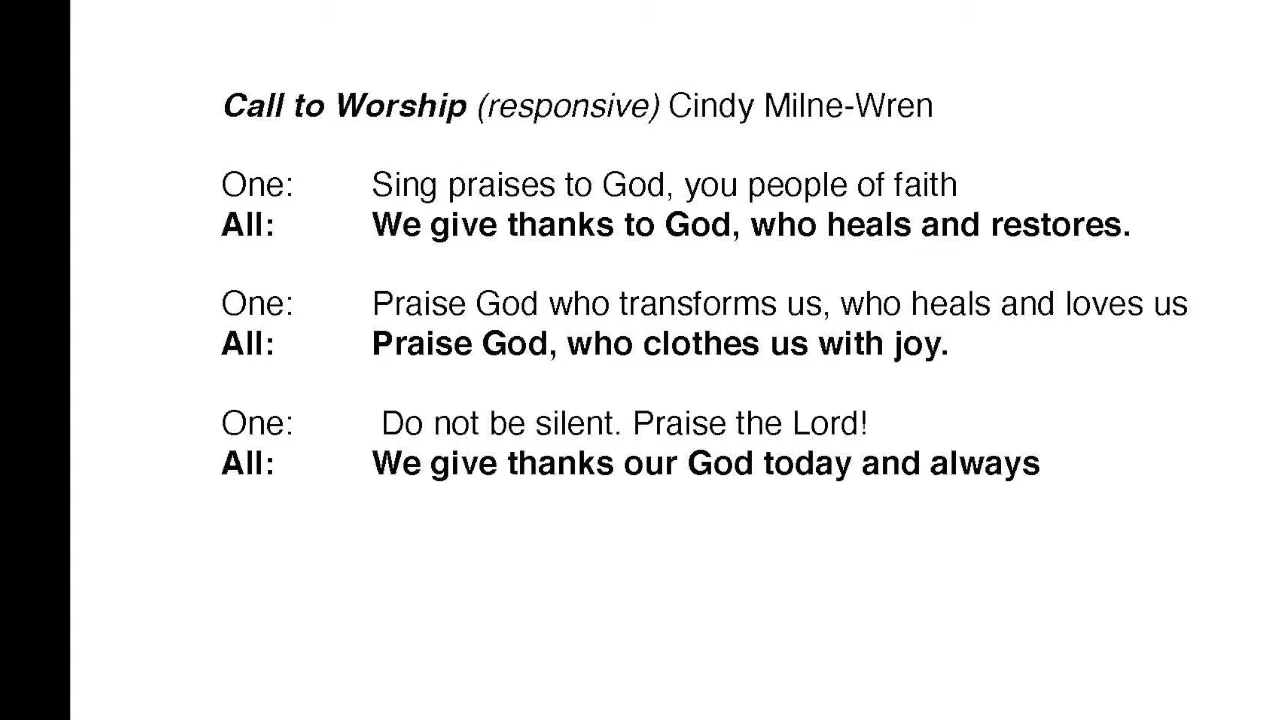 Call to Worship (responsive) Cindy Milne-Wren
One: Sing praises to God, you people of faith
All: We give thanks to God, who heals and restores.
One: Praise God who transforms us, who heals and loves us
All: Praise God, who clothes us with joy.
One: Do not be silent. Praise the Lord!
All: We give thanks our God today and always